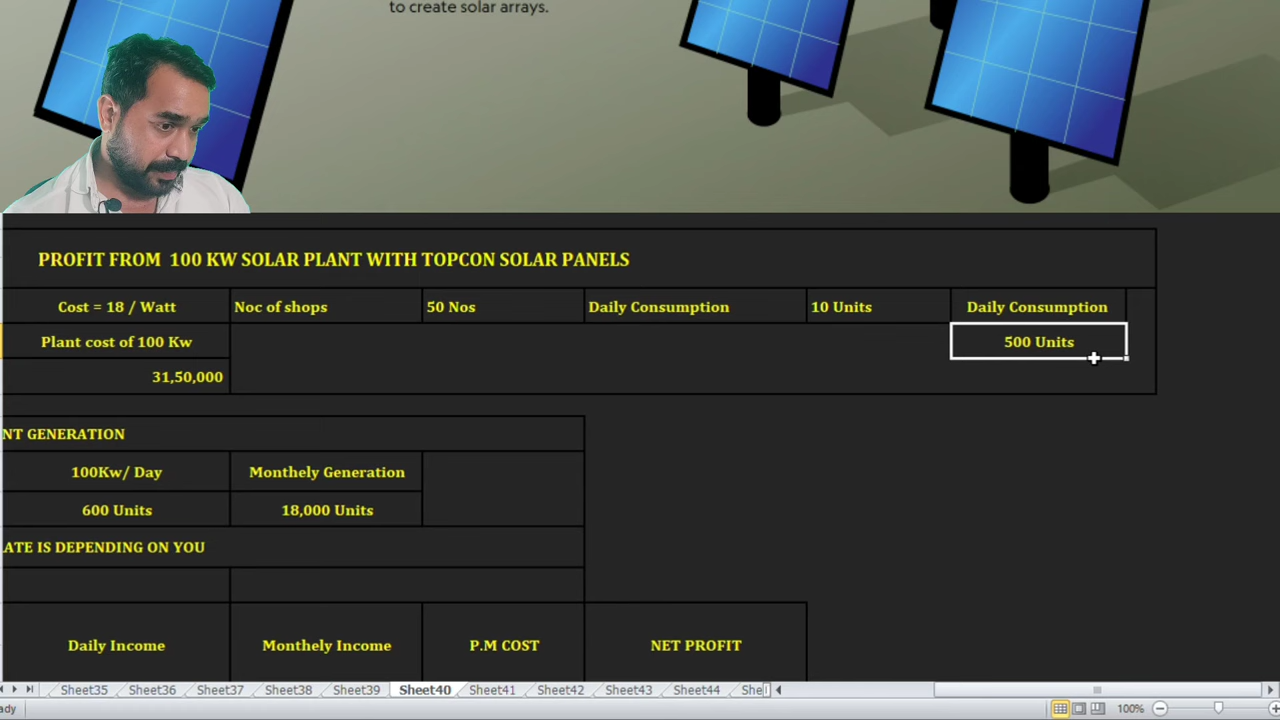 to create solar arrays.
PROFIT FROM 100 KW SOLAR PLANT WITH TOPCON SOLAR PANELS
Cost = 18 / Watt Noc of shops 50 Nos Daily Consumption 10 Units Daily Consumption
Plant cost of 100 Kw 500 Units
31,50,000
NT GENERATION
100Kw/ Day Monthely Generation
600 Units 18,000 Units
ATE IS DEPENDING ON YOU
Daily Income Monthely Income P.M COST NET PROFIT
Sheet35 Sheet36 Sheet37 Sheet38 Sheet39 Sheet40 Sheet41 Sheet42 Sheet43 Sheet44 She
ady 100%